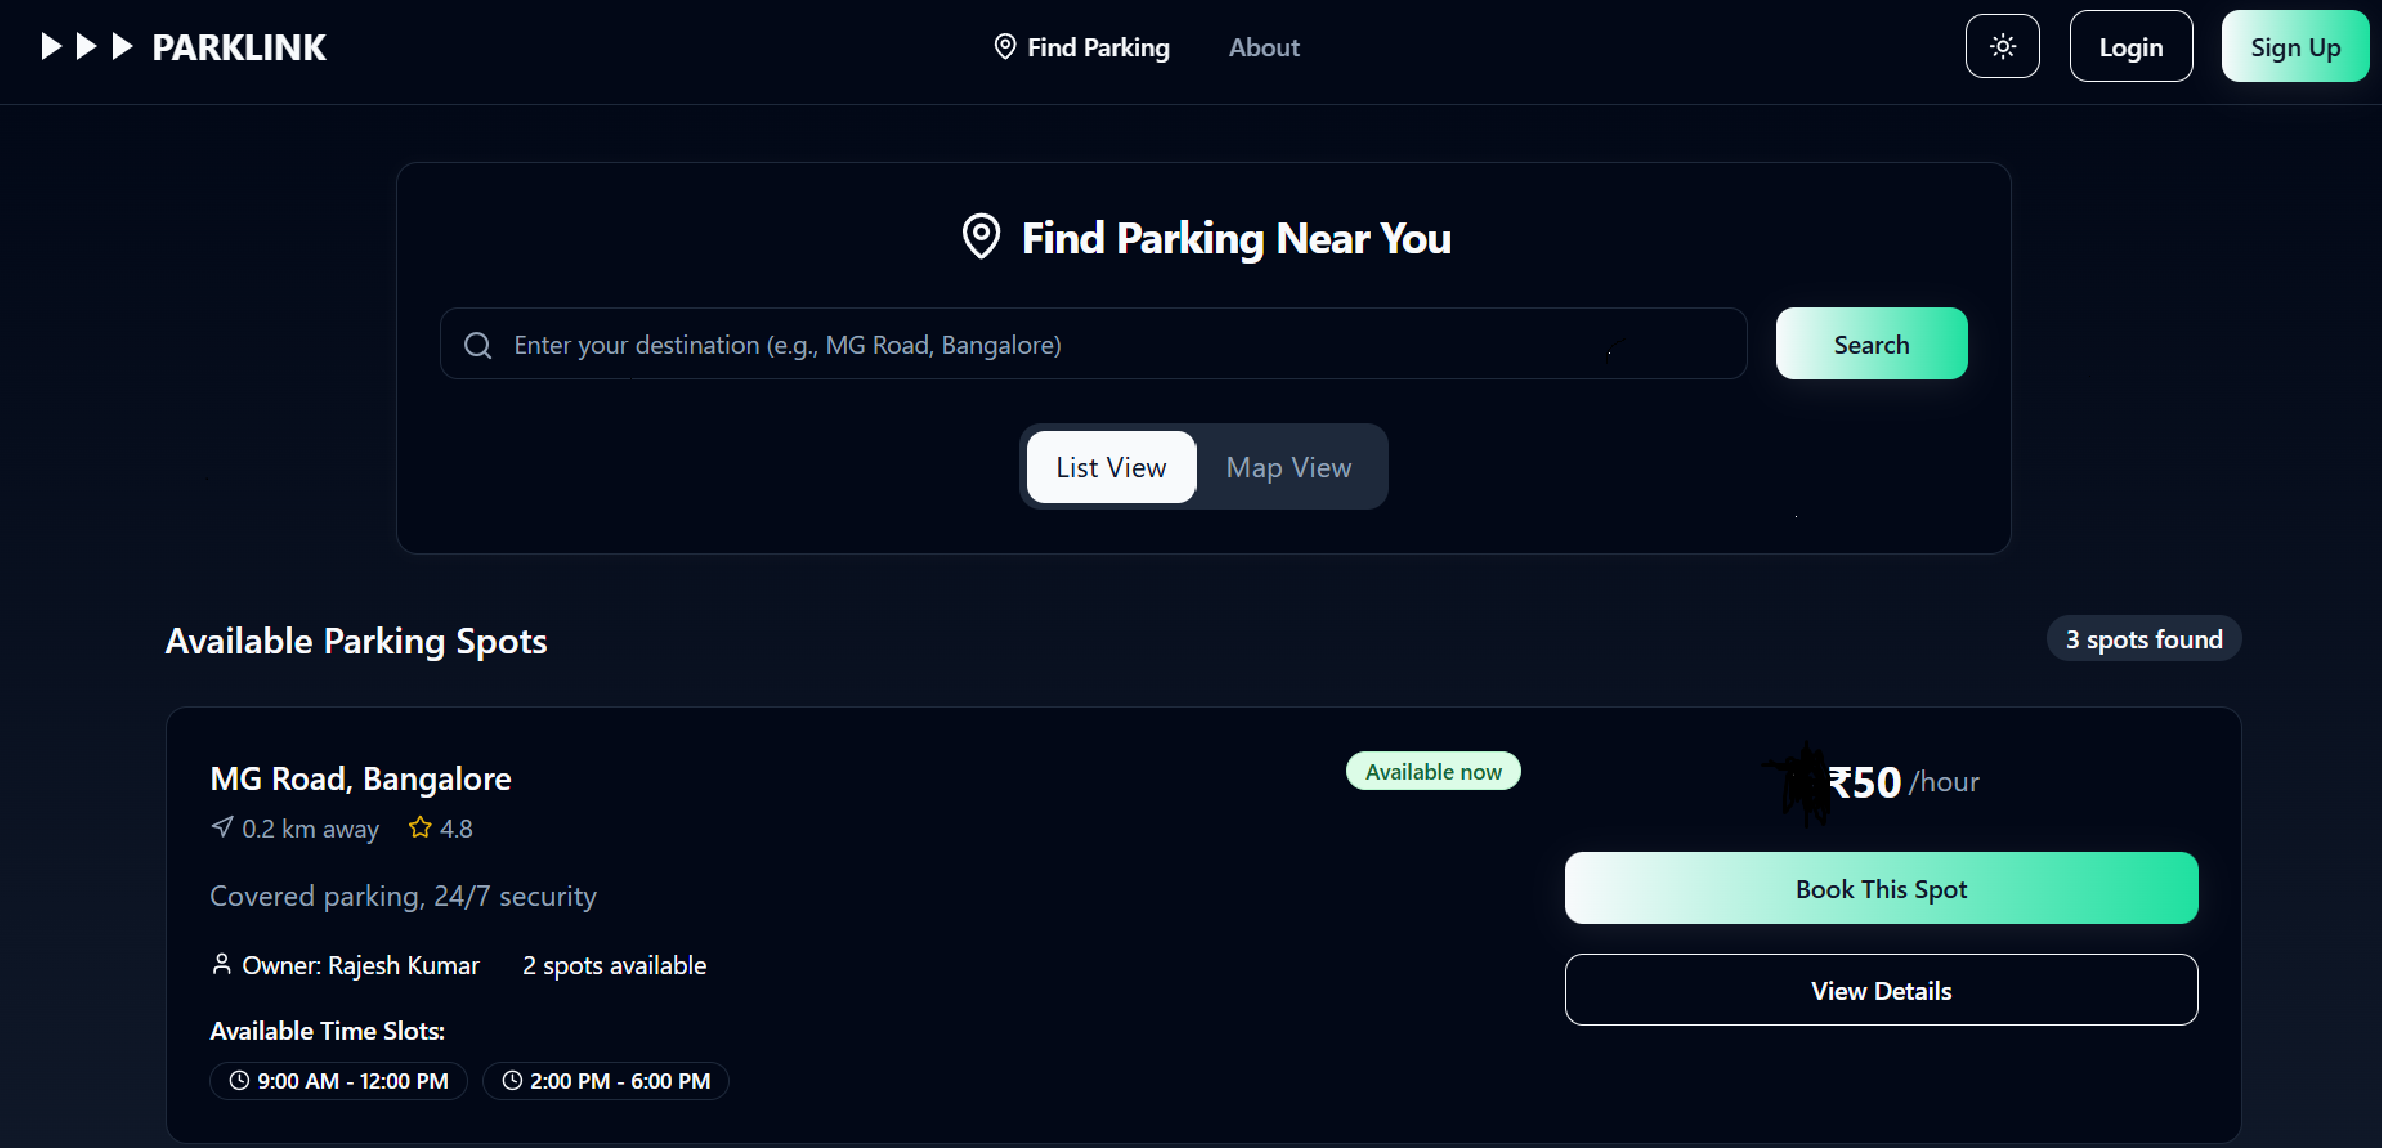 PARKLINK
Find Parking
About
Login
Sign Up
Find Parking Near You
Enter your destination (e.g., MG Road, Bangalore)
Search
List View
Map View
Available Parking Spots
3 spots found
MG Road, Bangalore
Available now
₹50 /hour
0.2 km away 4.8
Covered parking, 24/7 security
Book This Spot
Owner: Rajesh Kumar 2 spots available
View Details
Available Time Slots:
9:00 AM - 12:00 PM 2:00 PM - 6:00 PM